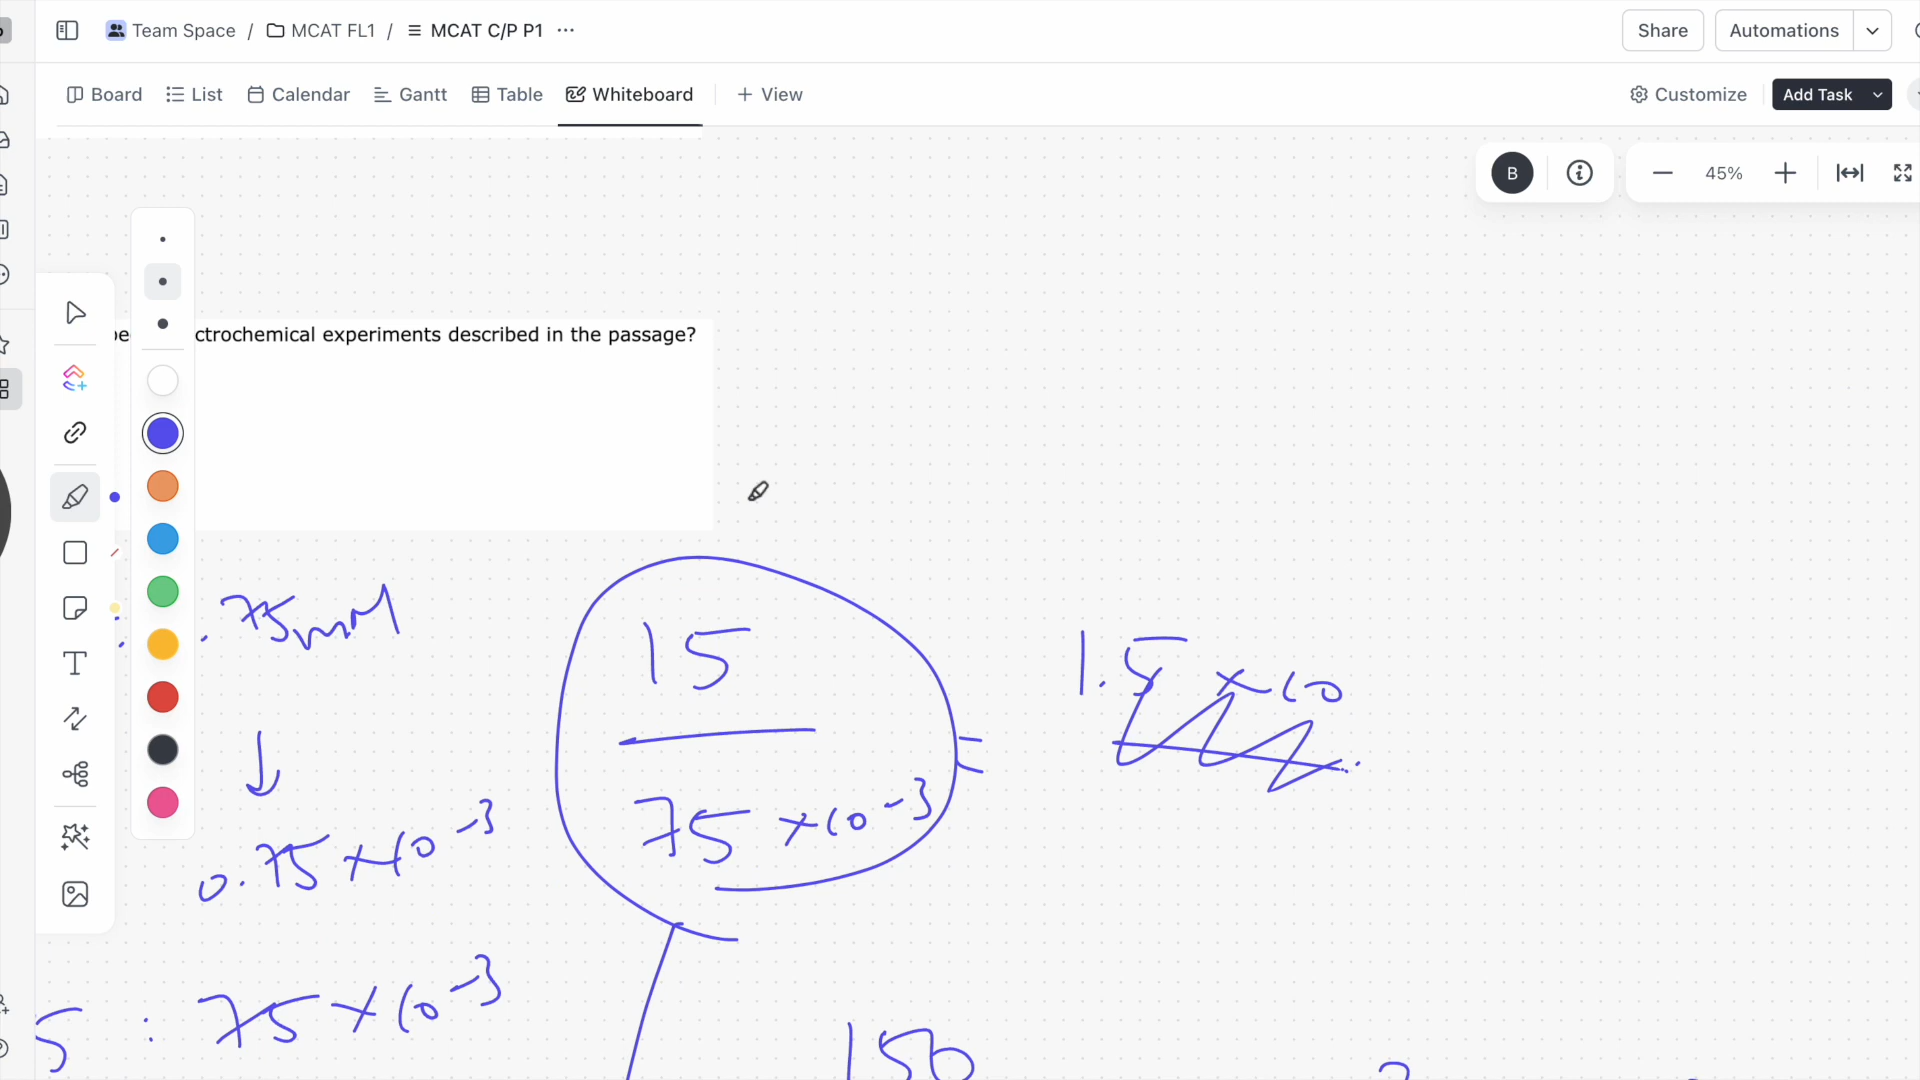 Team Space / MCAT FL1 / MCAT C/P P1 ...
Share
Automations
Board
List
Calendar
Gantt
Table
Whiteboard
+ View
Customize
Add Task
B
45%
ctrochemical experiments described in the passage?
.75mM
0.75 x 10^-3
5 : 75 x 10^-3
15
75 x 10^-3
=
1.5 x 10
150